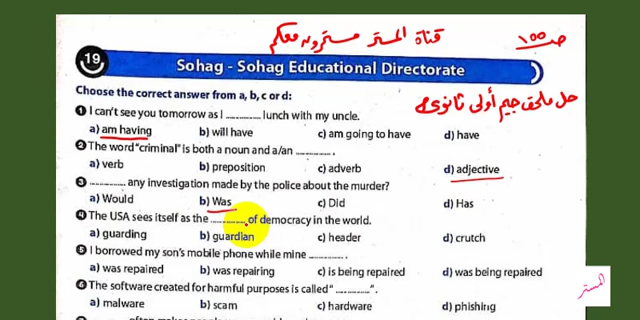 قناة المستر مستر وه معاكم
ص ١٥٥
19
Sohag - Sohag Educational Directorate
حل ملحق جيم أولى ثانوى
Choose the correct answer from a, b, c or d:
1 I can't see you tomorrow as I ............ lunch with my uncle.
a) am having b) will have c) am going to have d) have
2 The word "criminal" is both a noun and a/an ............ .
a) verb b) preposition c) adverb d) adjective
3 ............ any investigation made by the police about the murder?
a) Would b) Was c) Did d) Has
4 The USA sees itself as the ............ of democracy in the world.
a) guarding b) guardian c) header d) crutch
5 I borrowed my son's mobile phone while mine ............ .
a) was repaired b) was repairing c) is being repaired d) was being repaired
6 The software created for harmful purposes is called " ............ ".
a) malware b) scam c) hardware d) phishing
المستر